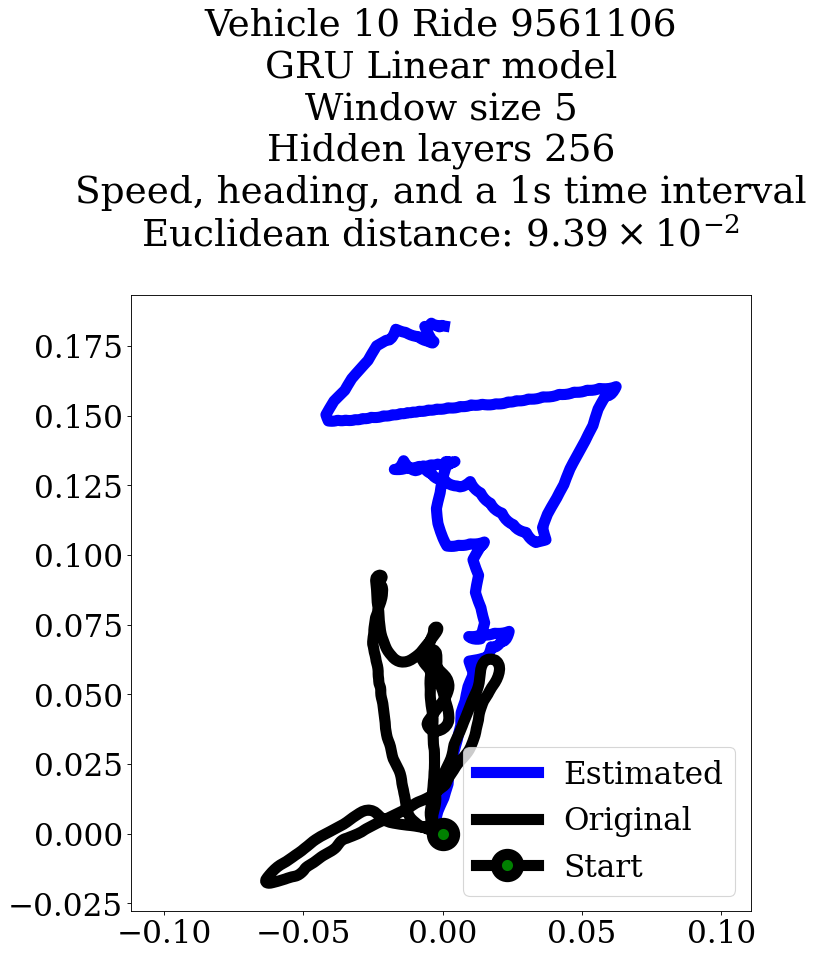 Vehicle 10 Ride 9561106
GRU Linear model
Window size 5
Hidden layers 256
Speed, heading, and a 1s time interval
Euclidean distance: 9.39 × 10⁻²
0.175
0.150
0.125
0.100
0.075
0.050
0.025
0.000
−0.025
−0.10
−0.05
0.00
0.05
0.10
Estimated
Original
Start